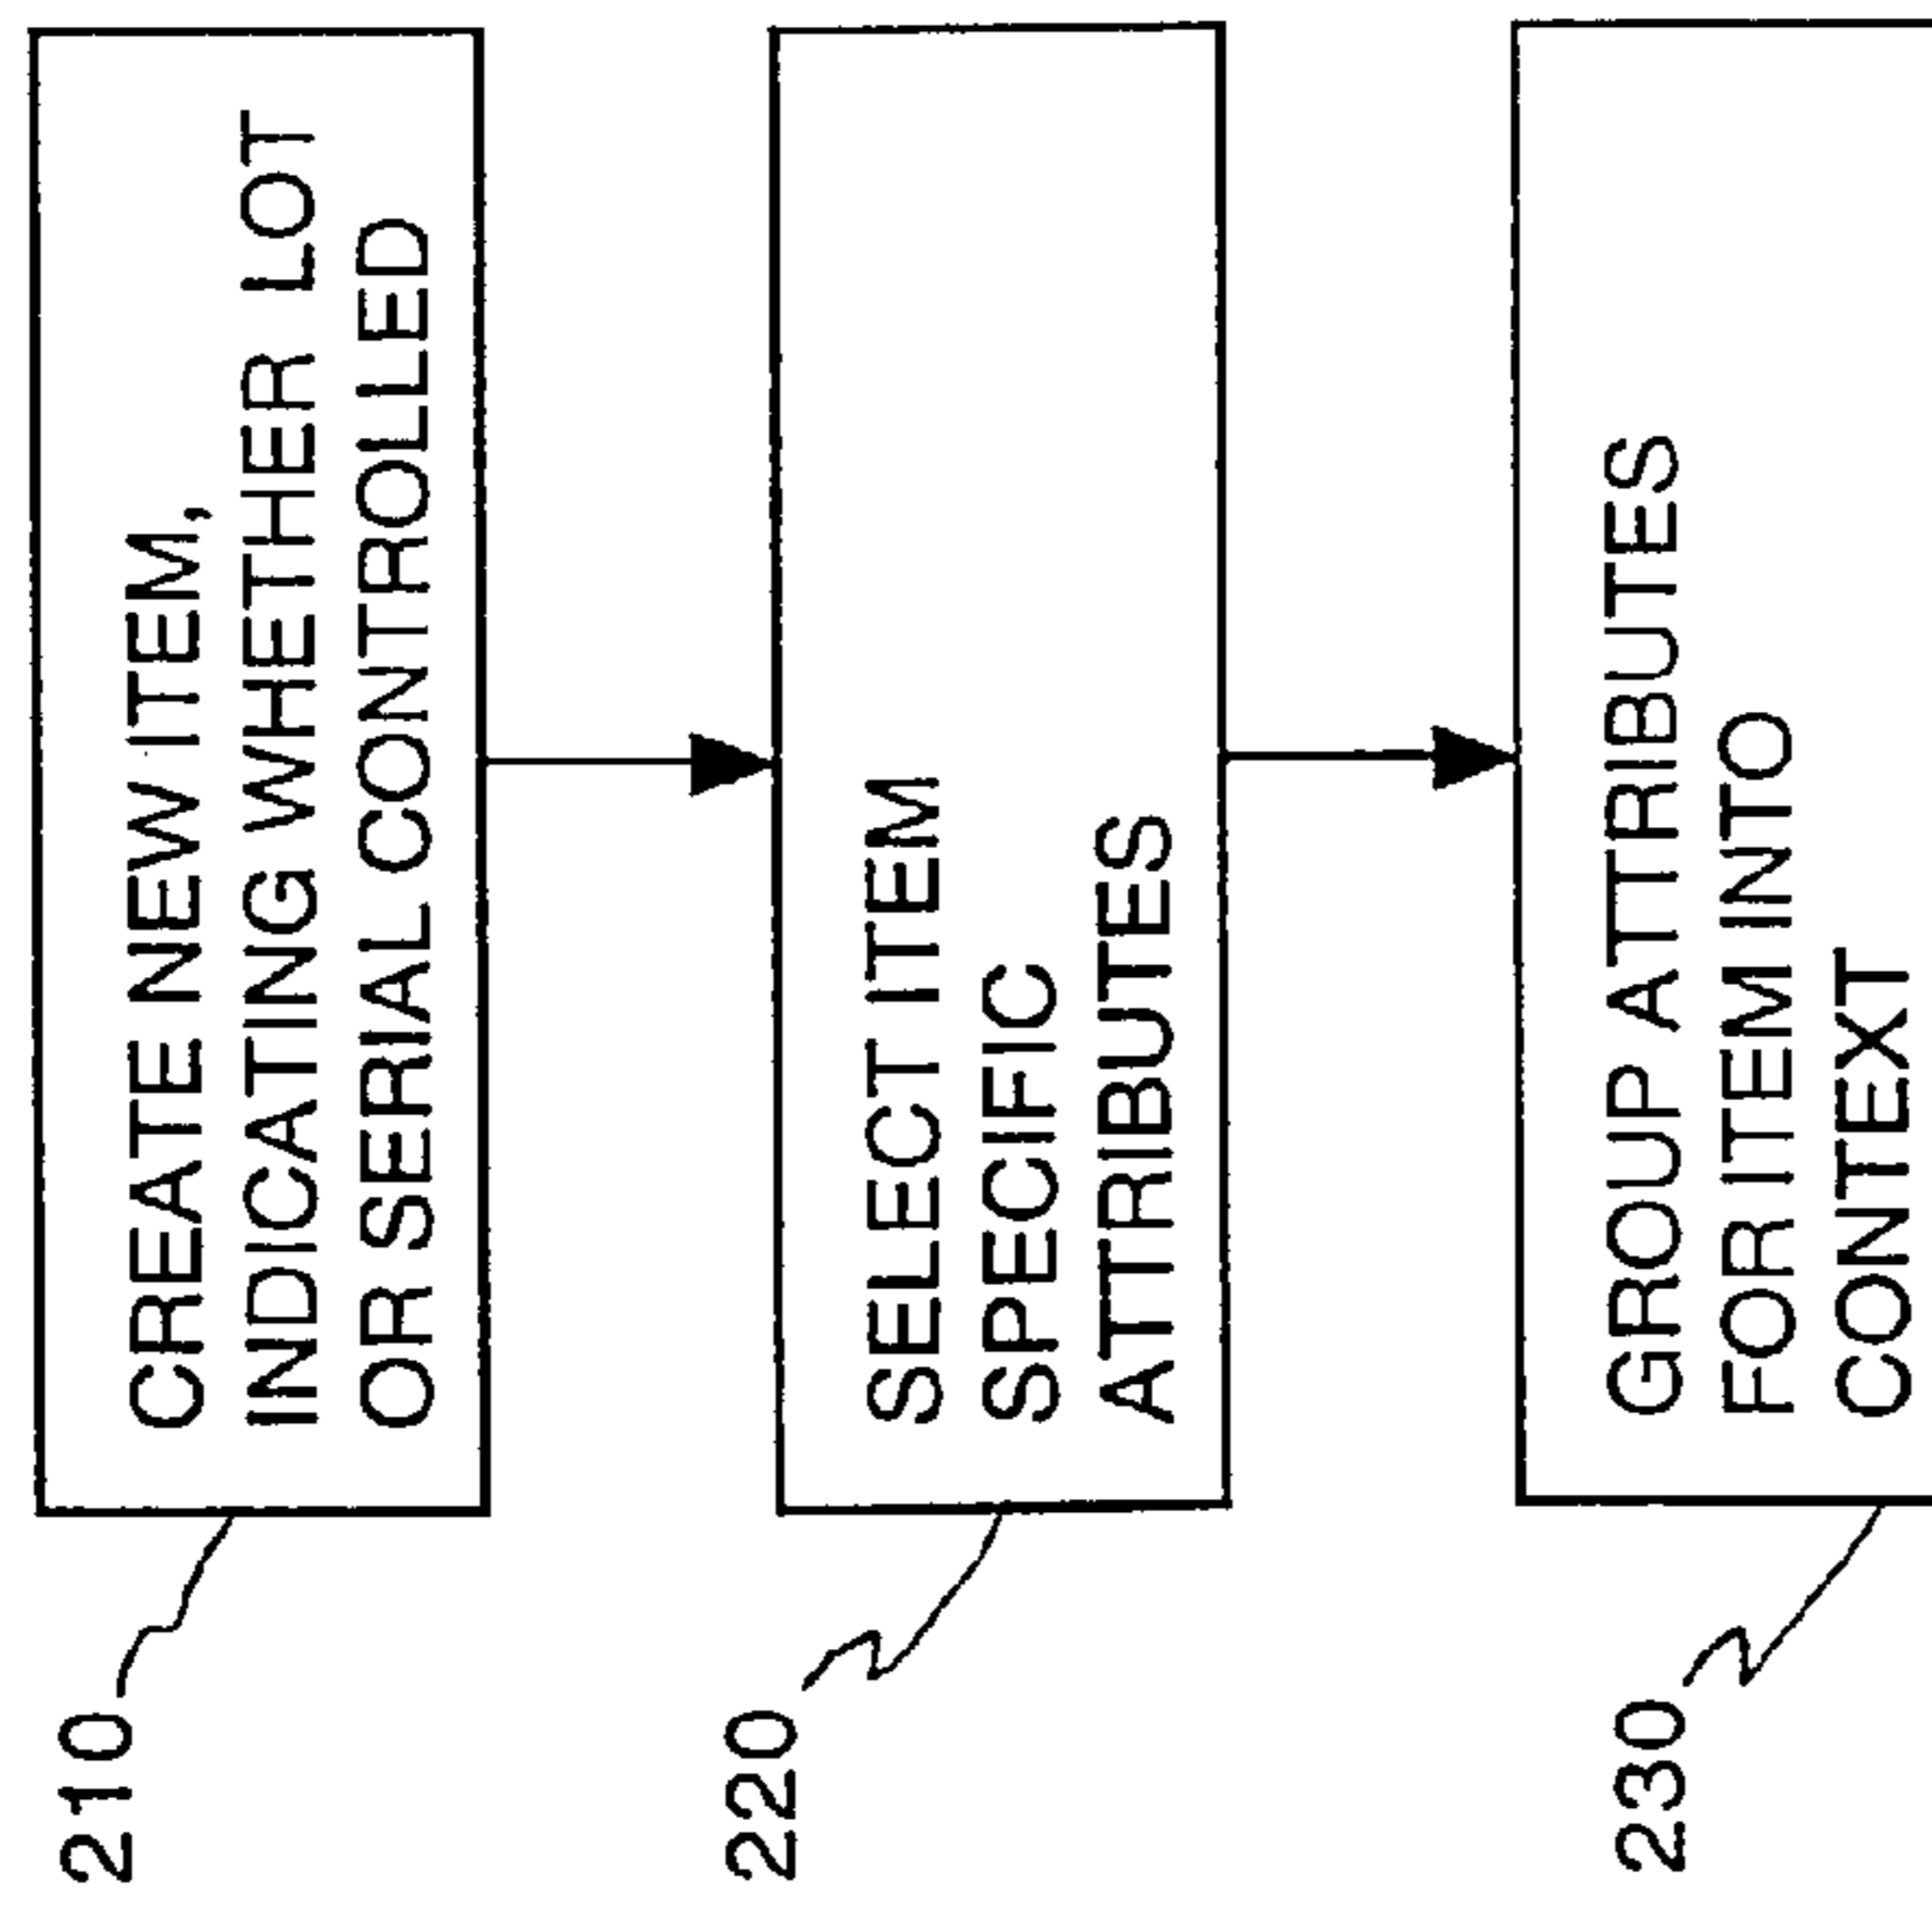 210
CREATE NEW ITEM,
INDICATING WHETHER LOT
OR SERIAL CONTROLLED
220
SELECT ITEM
SPECIFIC
ATTRIBUTES
230
GROUP ATTRIBUTES
FOR ITEM INTO
CONTEXT